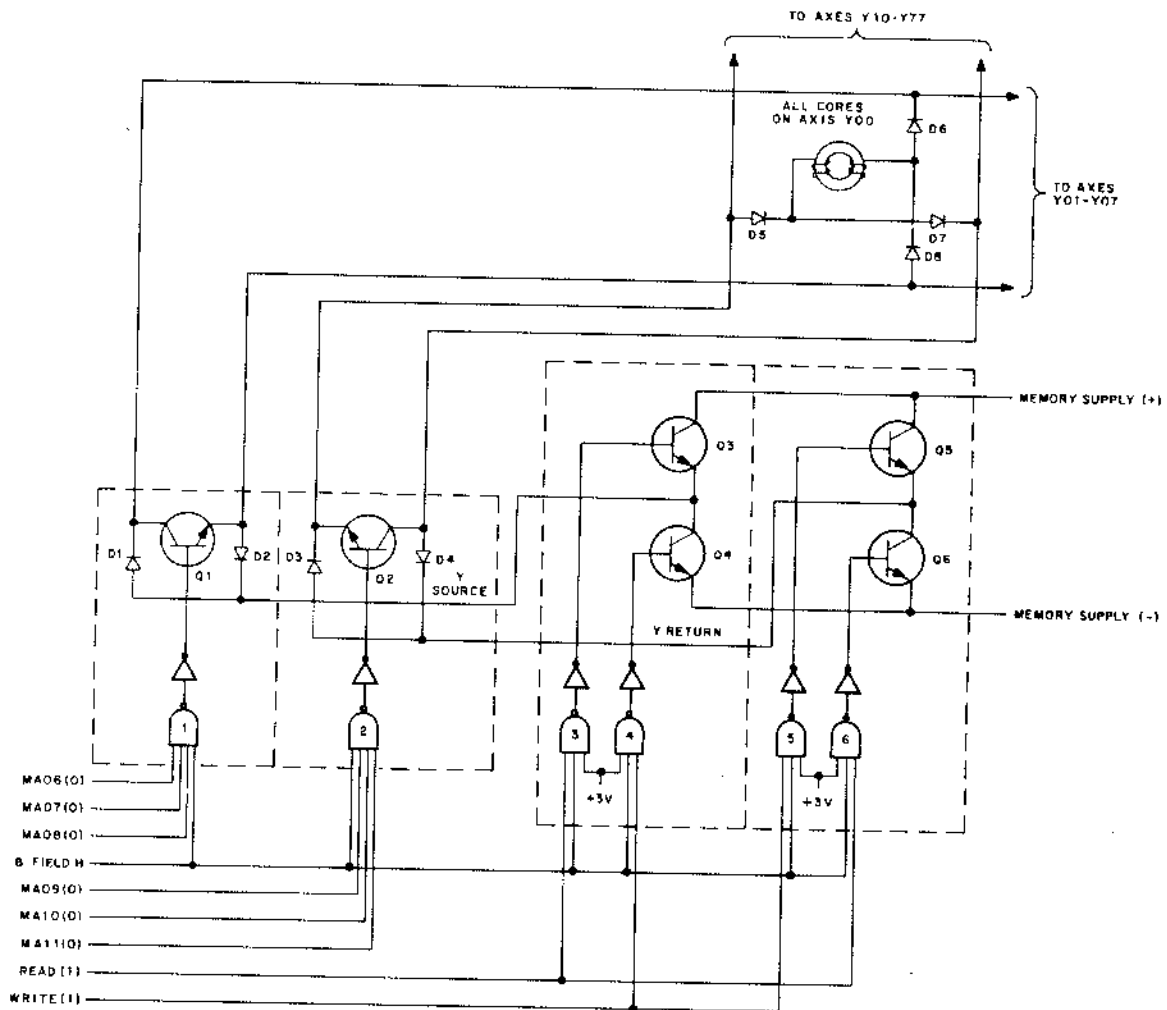 TO AXES Y10-Y77
ALL CORES
ON AXIS Y00
D6
TO AXES
Y01-Y07
D5
D7
D8
MEMORY SUPPLY (+)
Q3
Q5
D1
Q1
D2
D3
Q2
D4
Y
SOURCE
Q4
Q6
MEMORY SUPPLY (-)
Y RETURN
1
2
3
4
5
6
+3V
+3V
MA06(0)
MA07(0)
MA08(0)
B FIELD H
MA09(0)
MA10(0)
MA11(0)
READ(1)
WRITE(1)